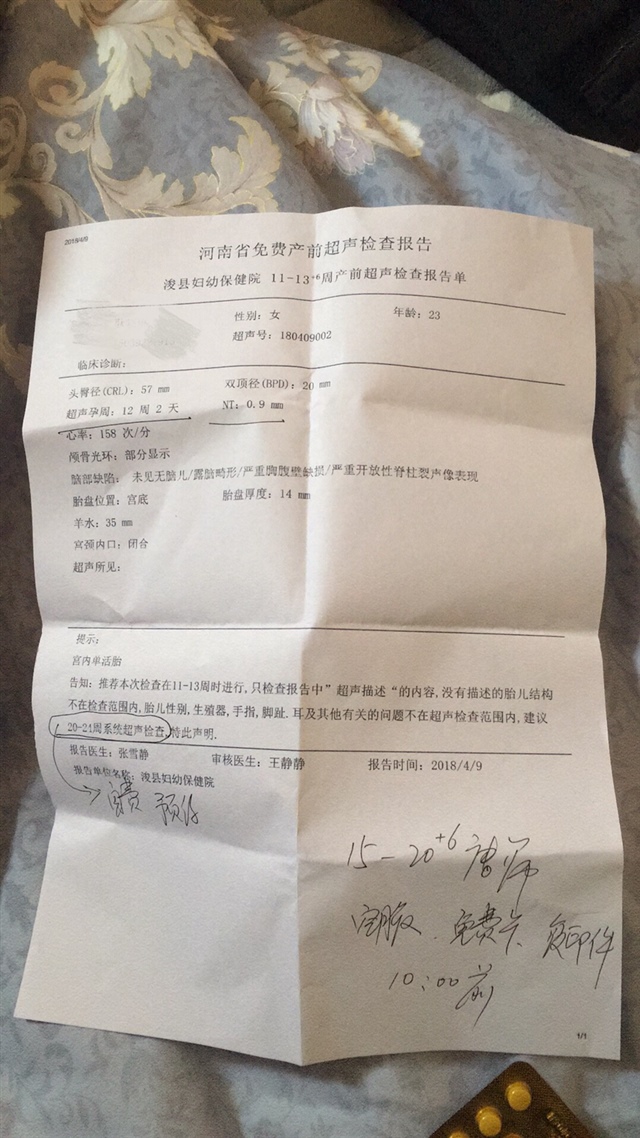 2018/4/9
河南省免费产前超声检查报告
浚县妇幼保健院 11-13+6周产前超声检查报告单
性别：女 年龄：23
超声号：180409002
临床诊断：
头臀径(CRL)：57 mm 双顶径(BPD)：20 mm
超声孕周：12 周 2 天 NT：0.9 mm
心率：158 次/分
颅骨光环：部分显示
脑部缺陷： 未见无脑儿/露脑畸形/严重胸腹壁缺损/严重开放性脊柱裂声像表现
胎盘位置：宫底 胎盘厚度：14 mm
羊水：35 mm
宫颈内口：闭合
超声所见：
提示：
宫内单活胎
告知：推荐本次检查在11-13周时进行,只检查报告中"超声描述"的内容,没有描述的胎儿结构
不在检查范围内,胎儿性别,生殖器,手指,脚趾.耳及其他有关的问题不在超声检查范围内,建议
20-24周系统超声检查,特此声明.
报告医生：张雪静 审核医生：王静静 报告时间：2018/4/9
报告单位名称：浚县妇幼保健院
免费 预约
15-20+6 唐筛
空腹、免费卡 复印件
10:00前
1/1